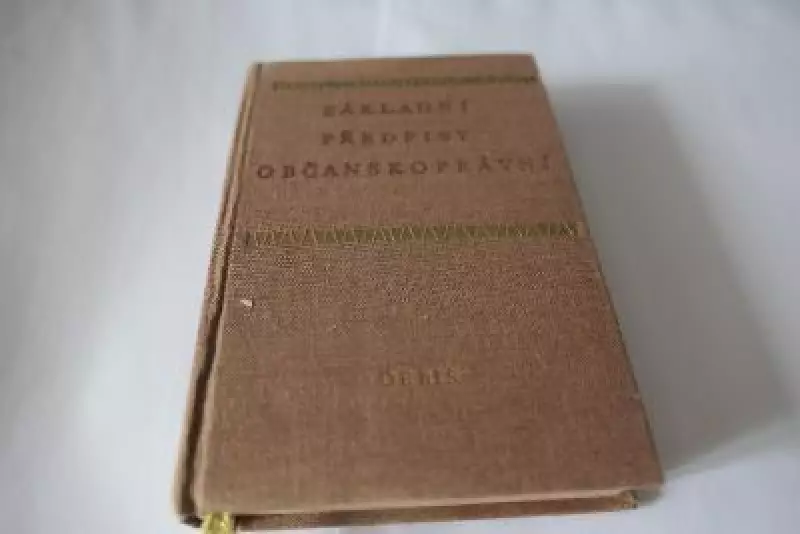 ZÁKLADNÍ
PŘEDPISY
OBČANSKOPRÁVNÍ
ORBIS